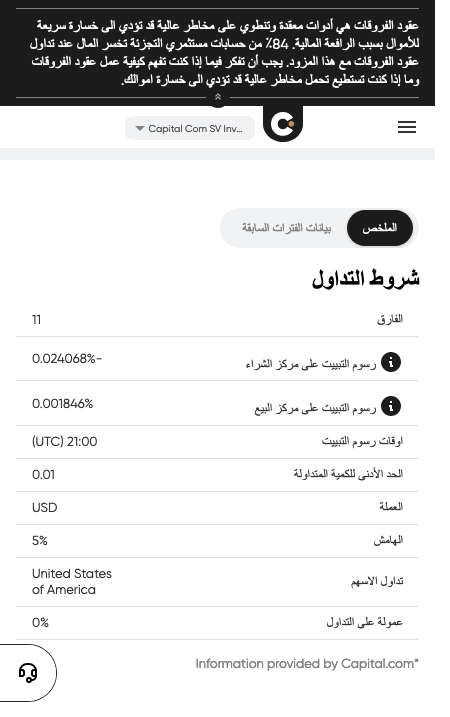 عقود الفروقات هي أدوات معقدة وتنطوي على مخاطر عالية قد تؤدي الى خسارة سريعة
للأموال بسبب الرافعة المالية. 84٪ من حسابات مستثمري التجزئة تخسر المال عند تداول
عقود الفروقات مع هذا المزود. يجب أن تفكر فيما إذا كنت تفهم كيفية عمل عقود الفروقات
وما إذا كنت تستطيع تحمل مخاطر عالية قد تؤدي الى خسارة اموالك.
Capital Com SV Inv...
الملخص
بيانات الفترات السابقة
شروط التداول
الفارق 11
رسوم التبييت على مركز الشراء -0.024068%
رسوم التبييت على مركز البيع 0.001846%
اوقات رسوم التبييت 21:00 (UTC)
الحد الأدنى للكمية المتداولة 0.01
العملة USD
الهامش 5%
تداول الاسهم United States
of America
عمولة على التداول 0%
*Information provided by Capital.com